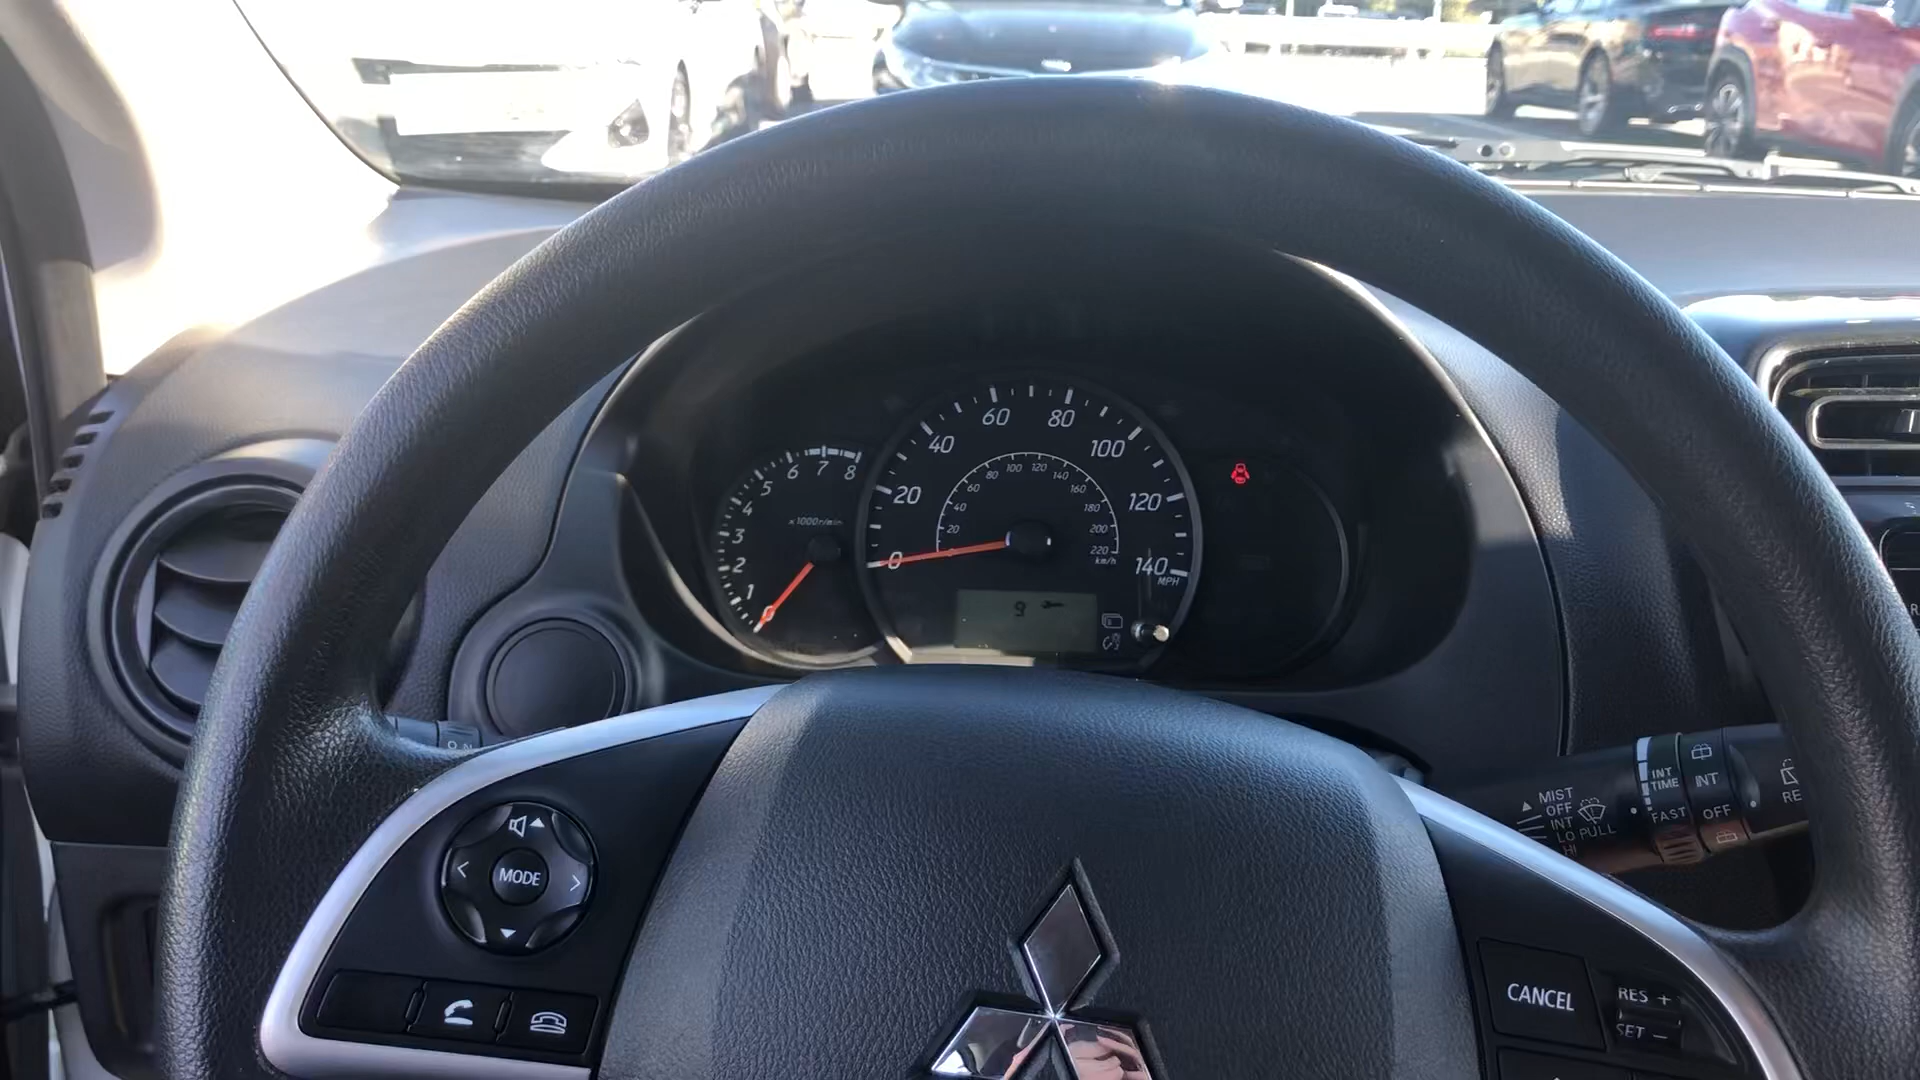 60 80
40 100
20 120
0 140
MPH
80 100 120 140
60 160
40 180
20 200
220
km/h
8
7
6
5
4
3
2
1
0
x1000r/min
9
MODE
MIST
OFF
INT
LO PULL
HI
INT
TIME
FAST
INT
OFF
RE
CANCEL
RES +
SET −